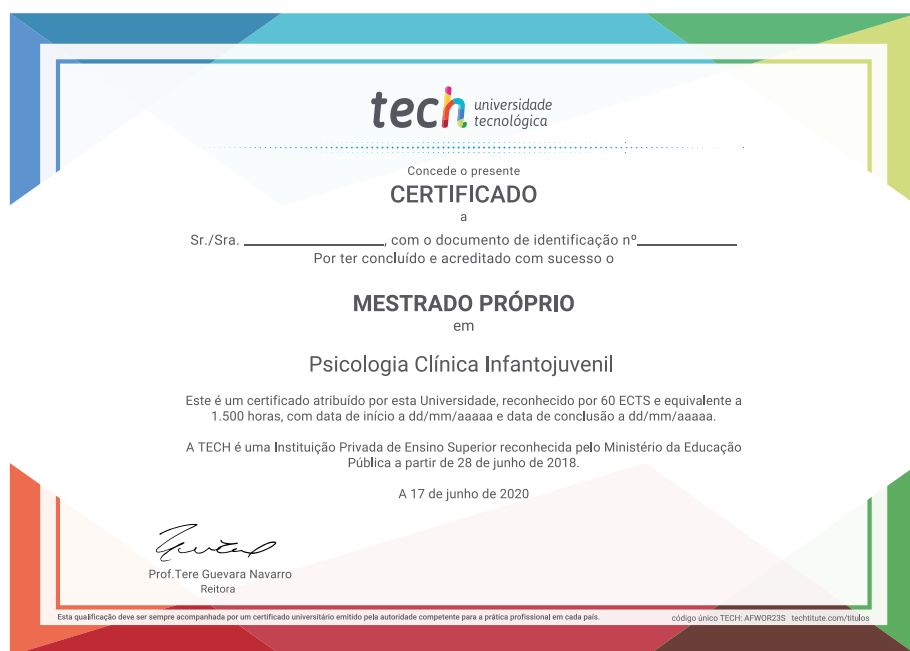 tech universidade
tecnológica
Concede o presente
CERTIFICADO
a
Sr./Sra. ________________, com o documento de identificação nº____________
Por ter concluído e acreditado com sucesso o
MESTRADO PRÓPRIO
em
Psicologia Clínica Infantojuvenil
Este é um certificado atribuído por esta Universidade, reconhecido por 60 ECTS e equivalente a
1.500 horas, com data de início a dd/mm/aaaaa e data de conclusão a dd/mm/aaaaa.
A TECH é uma Instituição Privada de Ensino Superior reconhecida pelo Ministério da Educação
Pública a partir de 28 de junho de 2018.
A 17 de junho de 2020
Prof.Tere Guevara Navarro
Reitora
Esta qualificação deve ser sempre acompanhada por um certificado universitário emitido pela autoridade competente para a prática profissional em cada país.
código único TECH: AFWOR23S techtitute.com/titulos